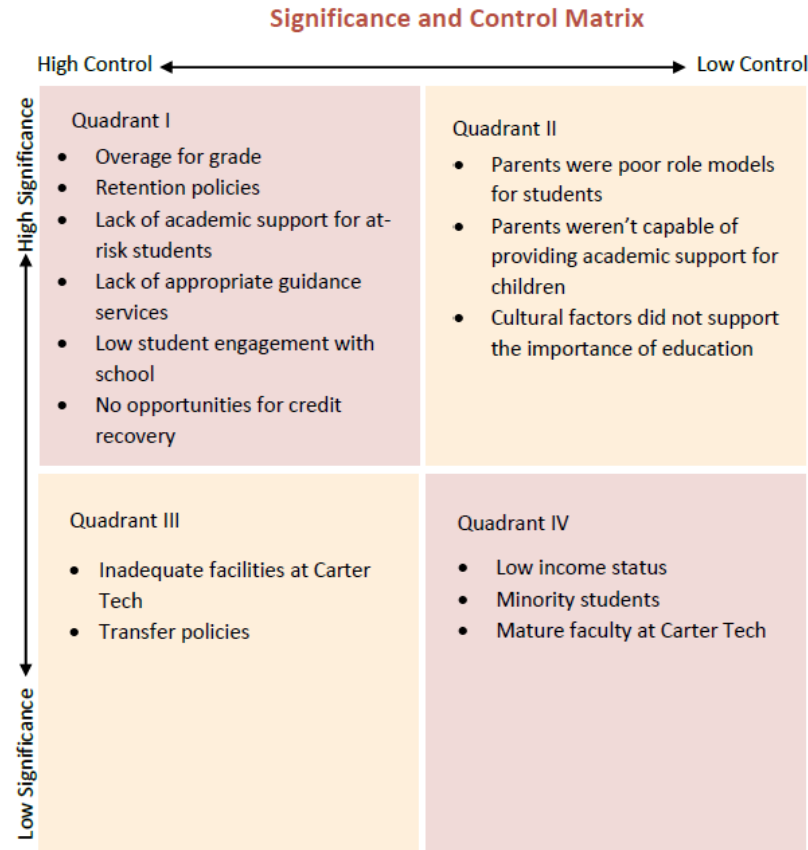 Significance and Control Matrix
High Control
Low Control
High Significance
Low Significance
Quadrant I
• Overage for grade
• Retention policies
• Lack of academic support for at-
risk students
• Lack of appropriate guidance
services
• Low student engagement with
school
• No opportunities for credit
recovery
Quadrant II
• Parents were poor role models
for students
• Parents weren’t capable of
providing academic support for
children
• Cultural factors did not support
the importance of education
Quadrant III
• Inadequate facilities at Carter
Tech
• Transfer policies
Quadrant IV
• Low income status
• Minority students
• Mature faculty at Carter Tech